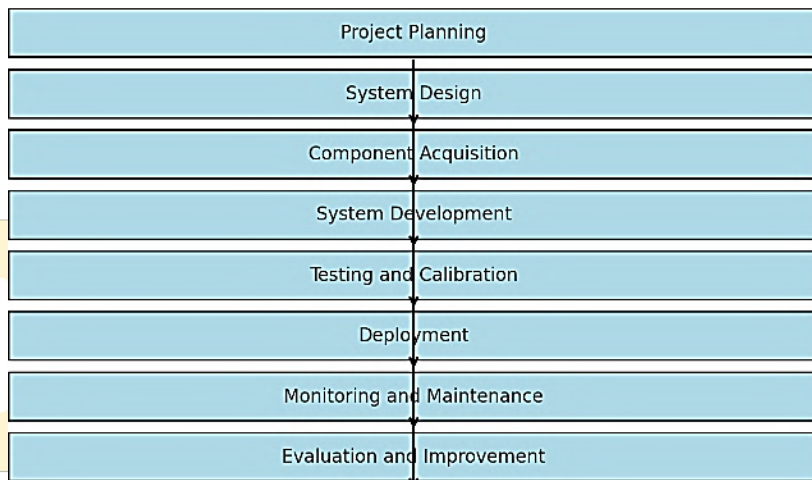 Project Planning
System Design
Component Acquisition
System Development
Testing and Calibration
Deployment
Monitoring and Maintenance
Evaluation and Improvement